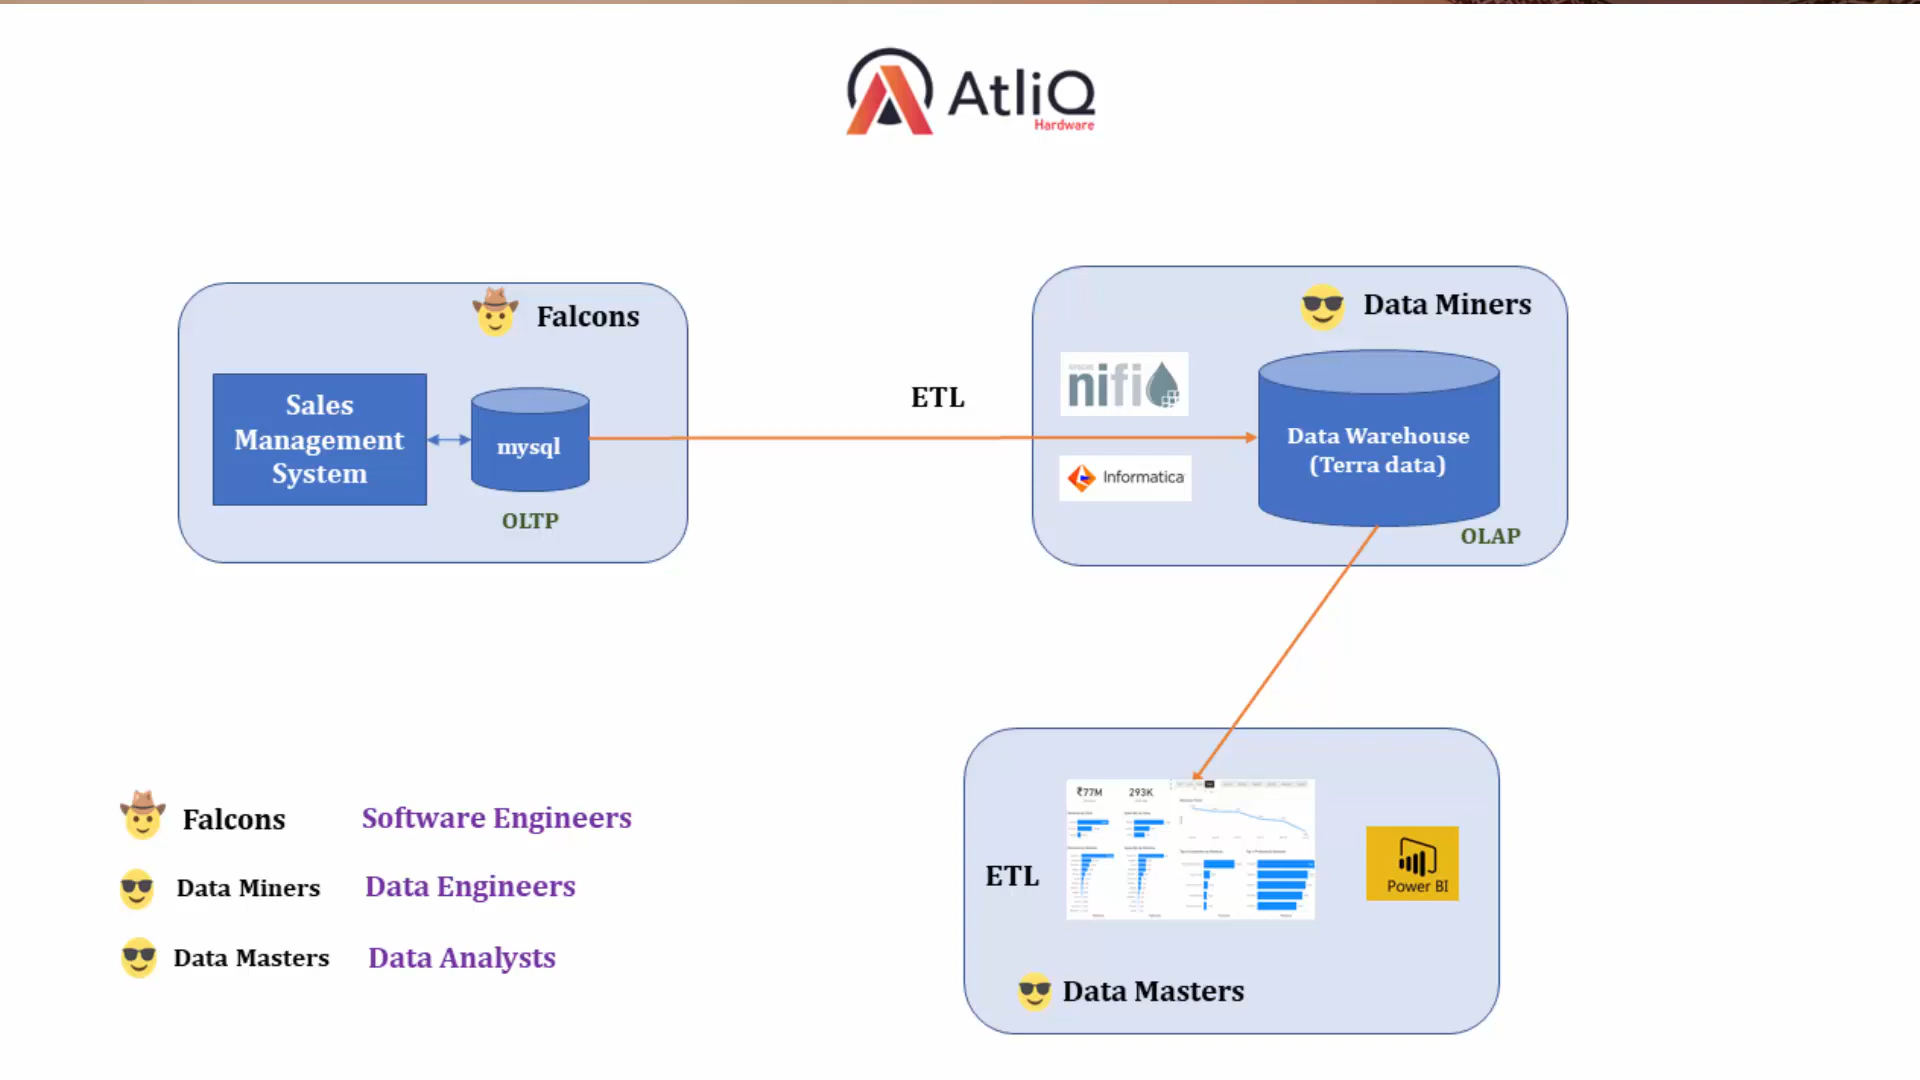 AtliQ
Hardware
Falcons
Sales
Management
System
mysql
OLTP
ETL
Data Miners
APACHE
nifi
Informatica
Data Warehouse
(Terra data)
OLAP
Falcons Software Engineers
Data Miners Data Engineers
Data Masters Data Analysts
ETL
₹77M
293K
Power BI
Data Masters